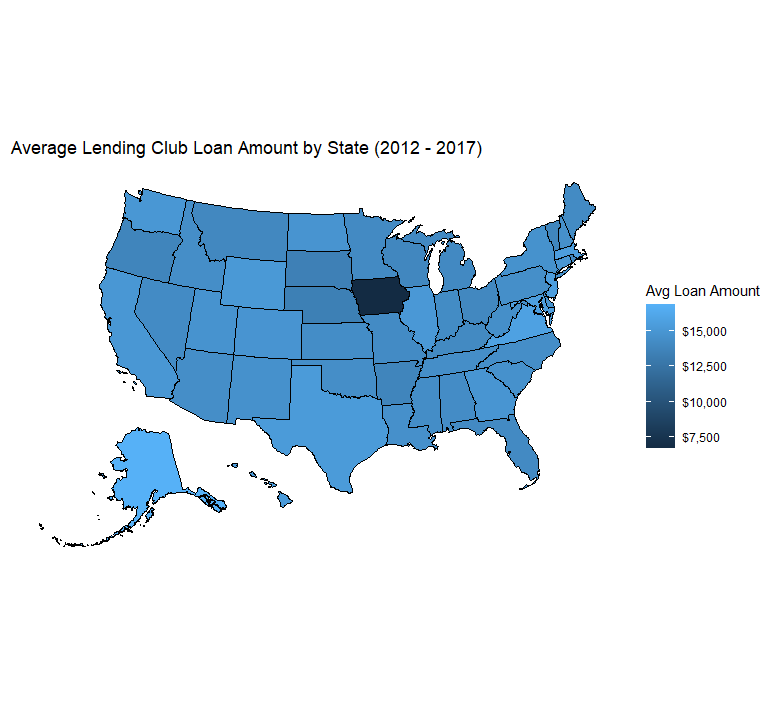 Average Lending Club Loan Amount by State (2012 - 2017)
Avg Loan Amount
$15,000
$12,500
$10,000
$7,500